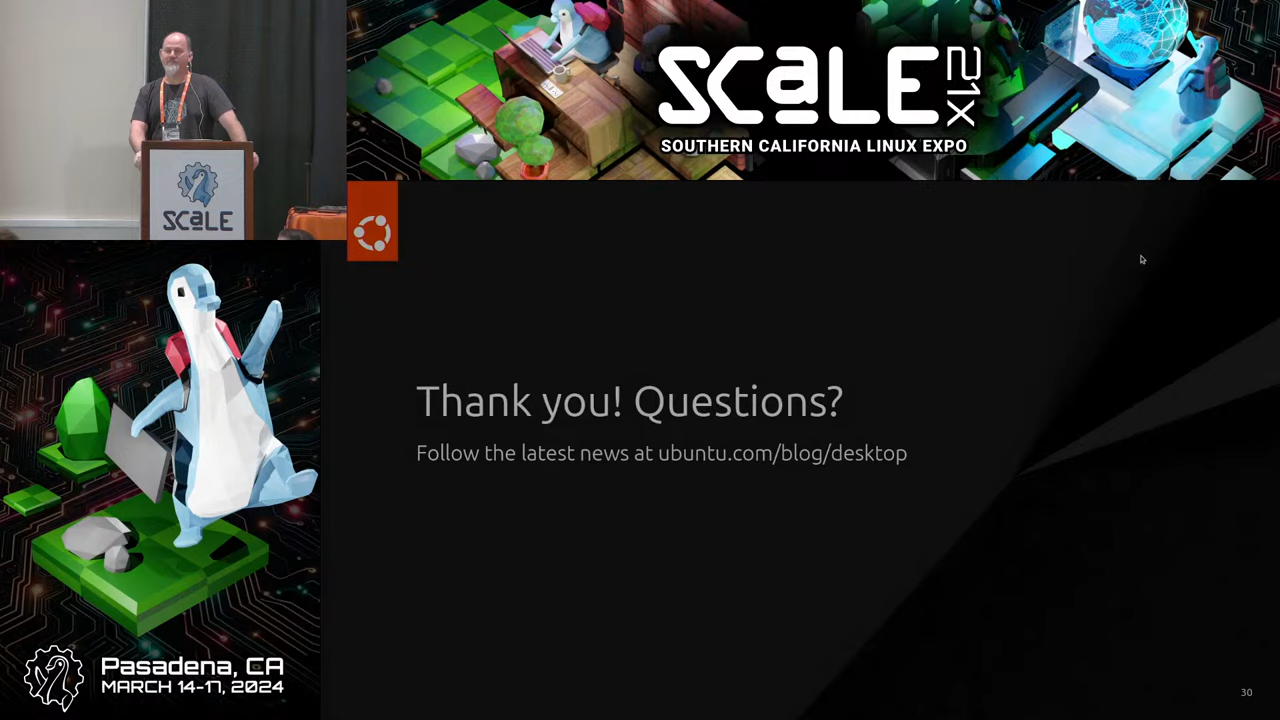 SCaLE 21X
SOUTHERN CALIFORNIA LINUX EXPO
SCaLE
Thank you! Questions?
Follow the latest news at ubuntu.com/blog/desktop
Pasadena, CA
MARCH 14-17, 2024
30